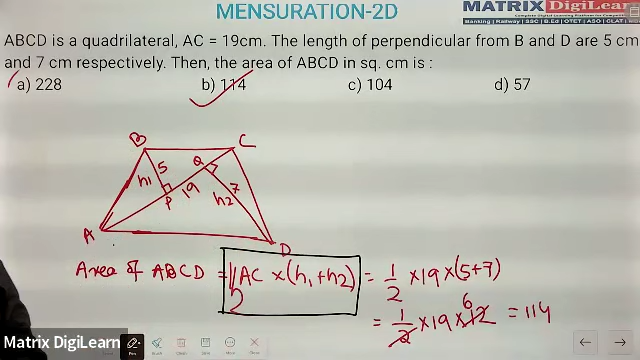 MENSURATION-2D
MATRIX DigiLearn
ABCD is a quadrilateral, AC = 19cm. The length of perpendicular from B and D are 5 cm
and 7 cm respectively. Then, the area of ABCD in sq. cm is :
a) 228 b) 114 c) 104 d) 57
B C
5 Q
h1 19 7
P h2
A
D
Area of ABCD = 1/2 AC × (h1 + h2) = 1/2 × 19 × (5+7)
= 1/2 × 19 × 12 6 = 114
Matrix DigiLearn